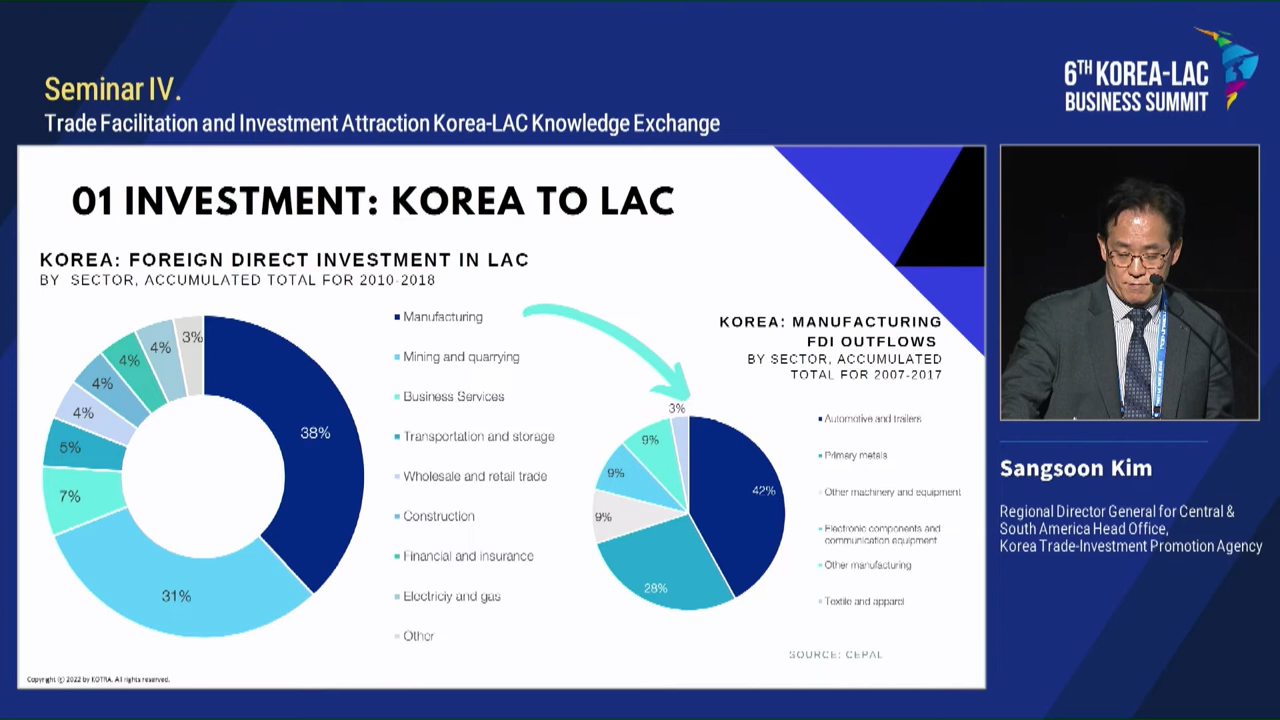 Seminar IV.
Trade Facilitation and Investment Attraction Korea-LAC Knowledge Exchange
6TH KOREA-LAC
BUSINESS SUMMIT
01 INVESTMENT: KOREA TO LAC
KOREA: FOREIGN DIRECT INVESTMENT IN LAC
BY SECTOR, ACCUMULATED TOTAL FOR 2010-2018
38%
31%
7%
5%
4%
4%
4%
4%
3%
Manufacturing
Mining and quarrying
Business Services
Transportation and storage
Wholesale and retail trade
Construction
Financial and insurance
Electriciy and gas
Other
KOREA: MANUFACTURING
FDI OUTFLOWS
BY SECTOR, ACCUMULATED
TOTAL FOR 2007-2017
42%
28%
9%
9%
9%
3%
Automotive and trailers
Primary metals
Other machinery and equipment
Electronic components and
communication equipment
Other manufacturing
Textile and apparel
SOURCE: CEPAL
Copyright ⓒ 2022 by KOTRA. All rights reserved.
Sangsoon Kim
Regional Director General for Central &
South America Head Office,
Korea Trade-Investment Promotion Agency